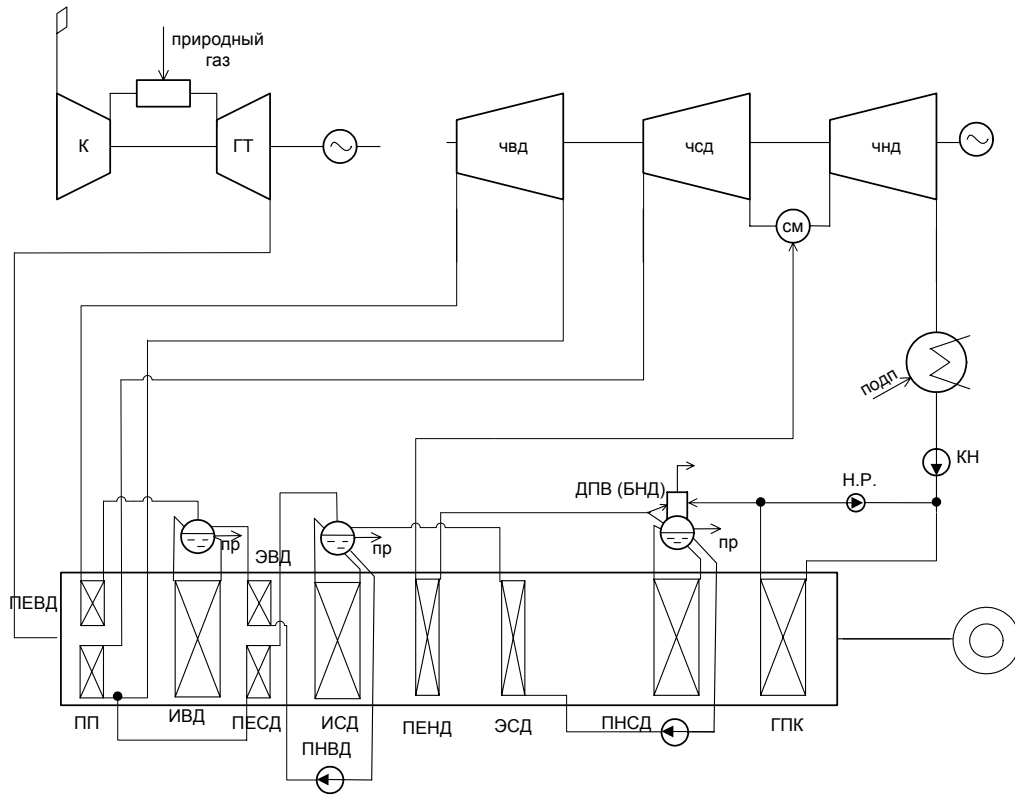 природный
газ
К
ГТ
чвд
чсд
чнд
см
подп
КН
Н.Р.
ДПВ (БНД)
пр
пр
пр
ЭВД
ПЕВД
ПП
ИВД
ПЕСД
ИСД
ПЕНД
ЭСД
ПНСД
ГПК
ПНВД